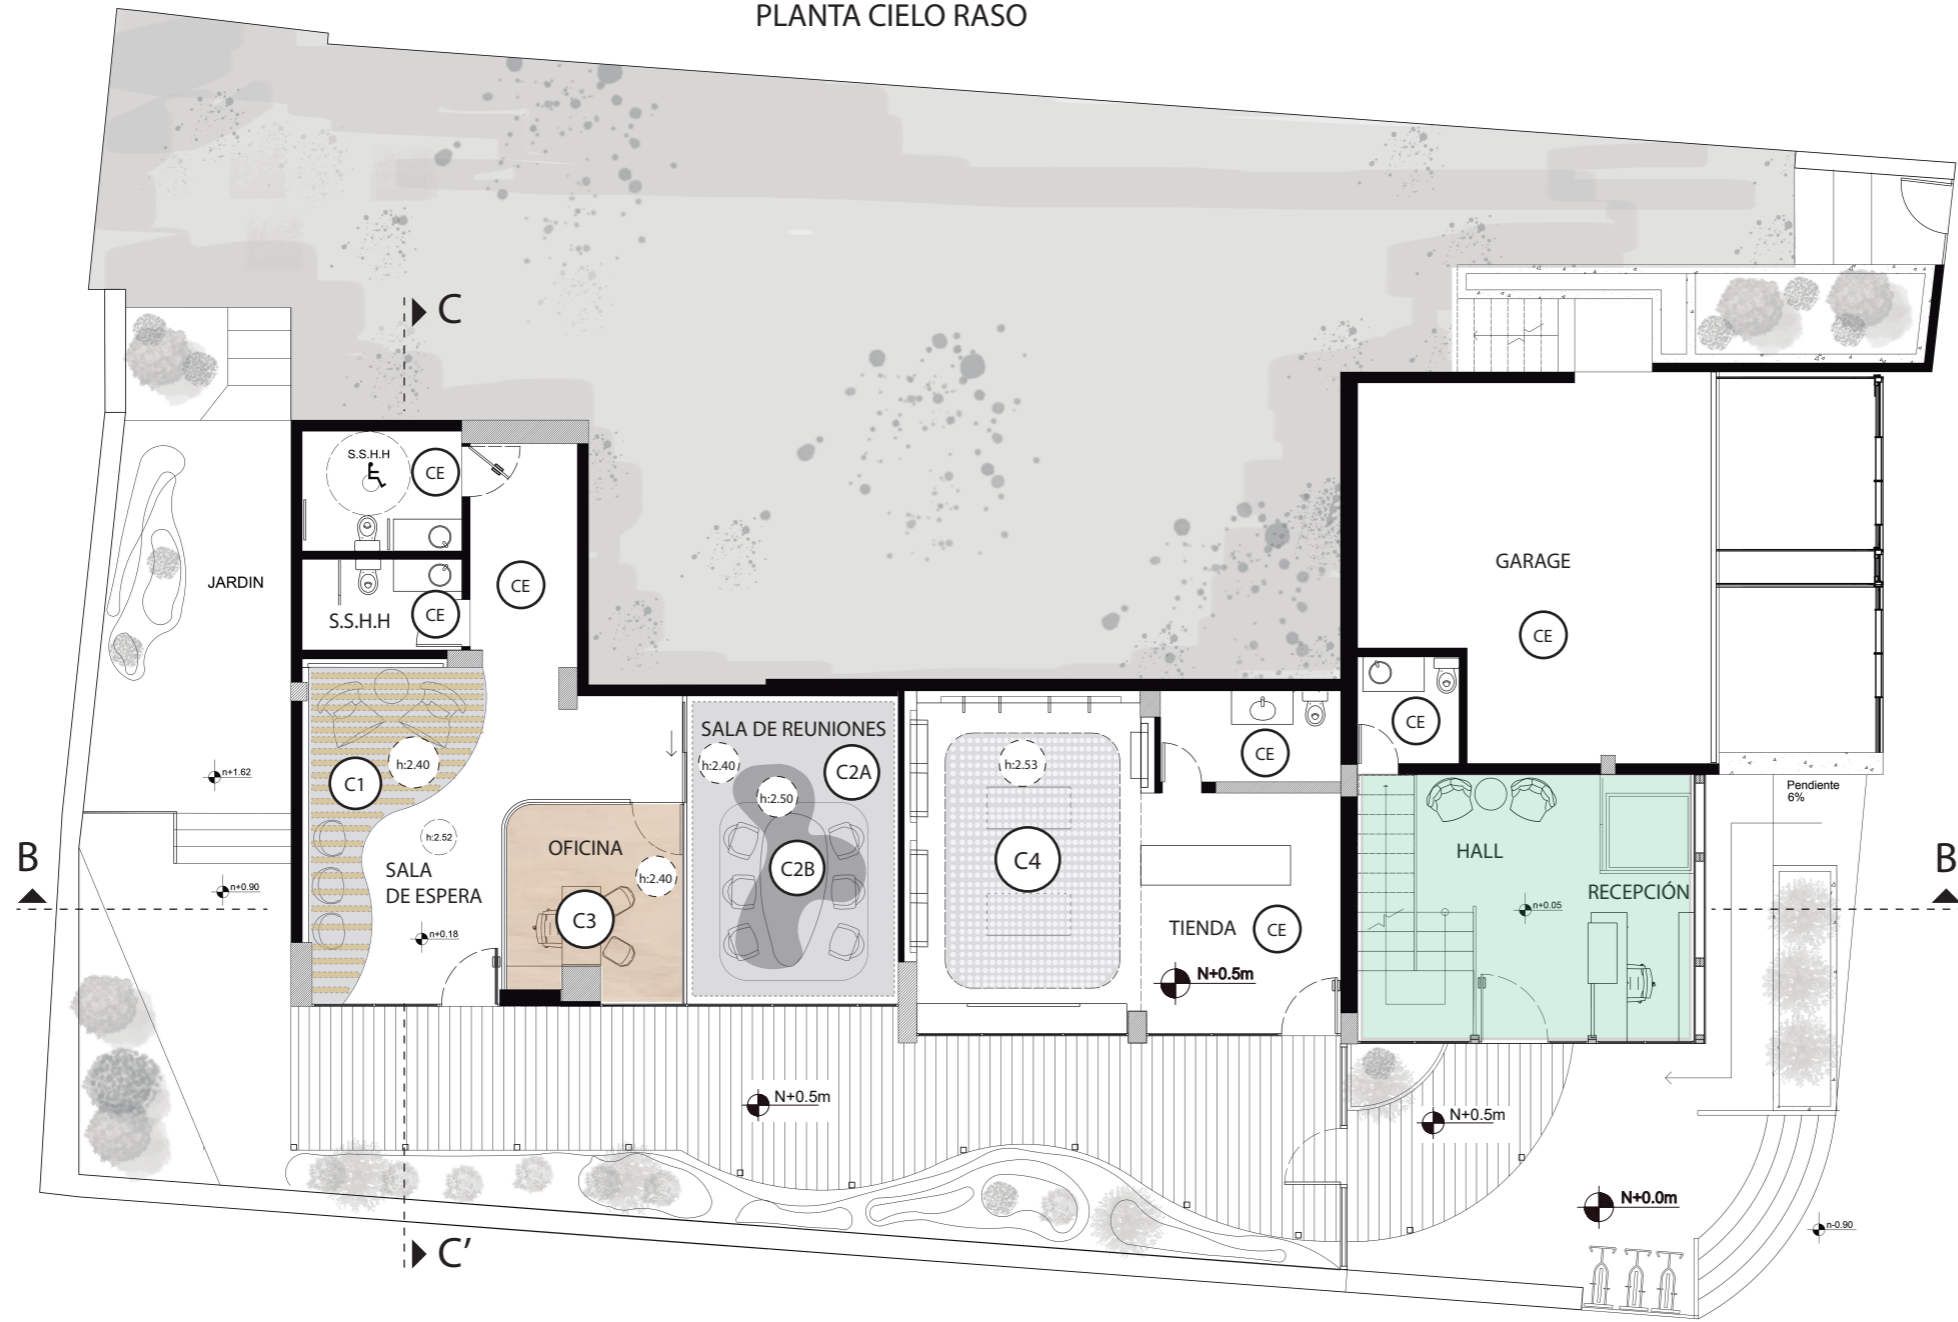 PLANTA CIELO RASO
C
S.S.H.H
CE
CE
S.S.H.H
CE
JARDIN
GARAGE
CE
CE
CE
SALA DE REUNIONES
h:2.40
C2A
h:2.50
C2B
h:2.40
C1
h:2.52
SALA
DE ESPERA
n+0.18
OFICINA
h:2.40
C3
h:2.53
C4
TIENDA
CE
N+0.5m
HALL
RECEPCIÓN
n+0.05
Pendiente
6%
n+1.62
n+0.90
B
B
N+0.5m
N+0.5m
N+0.0m
n-0.90
C’